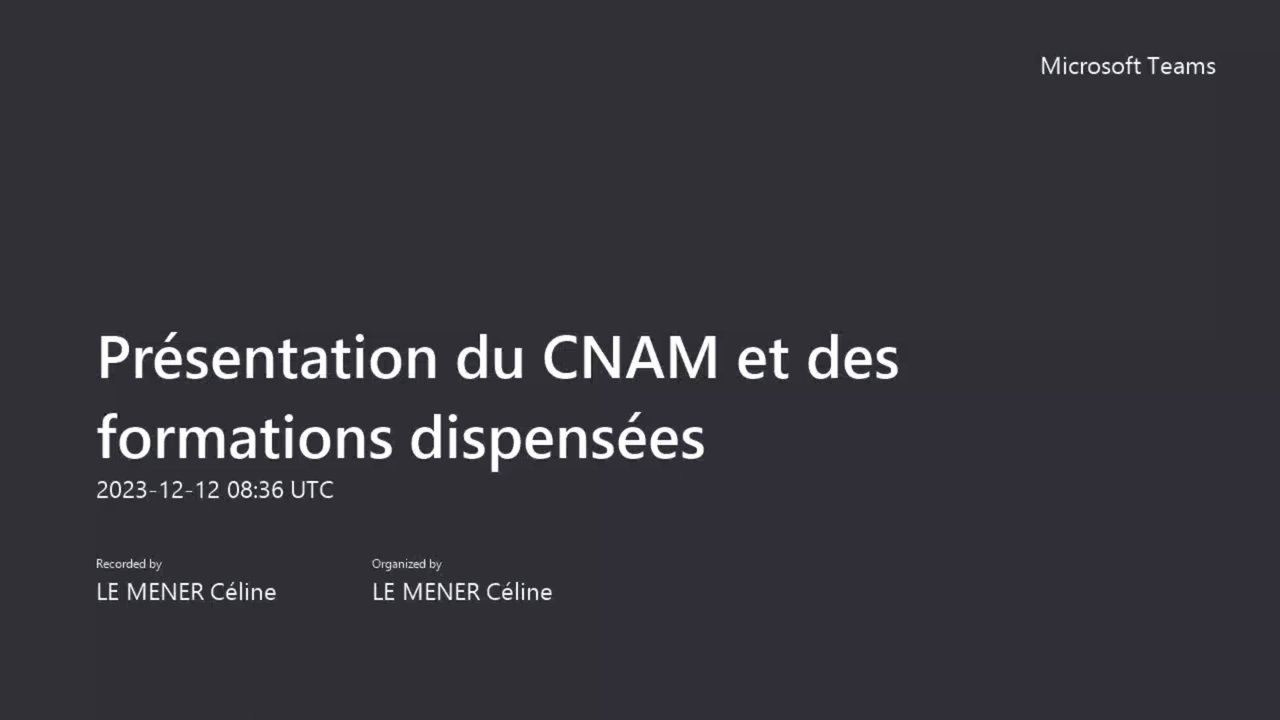 Microsoft Teams
Présentation du CNAM et des
formations dispensées
2023-12-12 08:36 UTC
Recorded by
LE MENER Céline
Organized by
LE MENER Céline